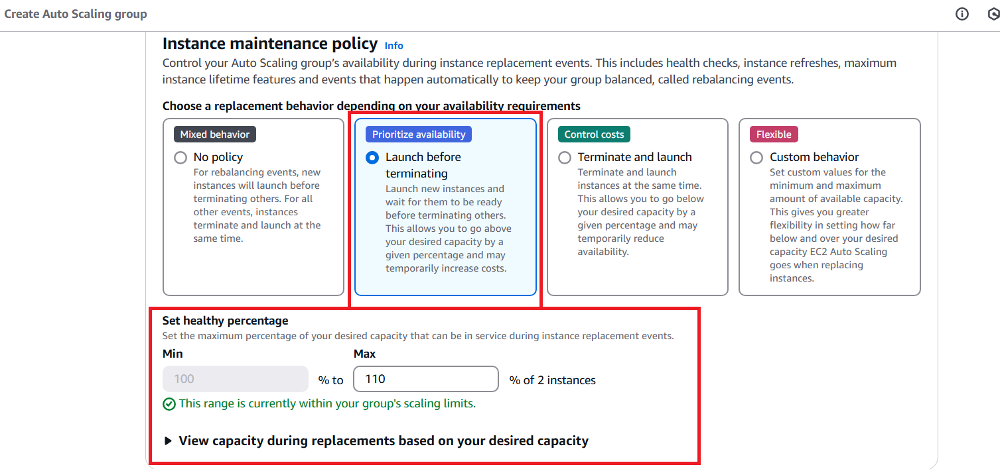 Create Auto Scaling group
Instance maintenance policy Info
Control your Auto Scaling group’s availability during instance replacement events. This includes health checks, instance refreshes, maximum
instance lifetime features and events that happen automatically to keep your group balanced, called rebalancing events.
Choose a replacement behavior depending on your availability requirements
Mixed behavior
No policy
For rebalancing events, new
instances will launch before
terminating others. For all
other events, instances
terminate and launch at the
same time.
Prioritize availability
Launch before
terminating
Launch new instances and
wait for them to be ready
before terminating others.
This allows you to go above
your desired capacity by a
given percentage and may
temporarily increase costs.
Control costs
Terminate and launch
Terminate and launch
instances at the same time.
This allows you to go below
your desired capacity by a
given percentage and may
temporarily reduce
availability.
Flexible
Custom behavior
Set custom values for the
minimum and maximum
amount of available capacity.
This gives you greater
flexibility in setting how far
below and over your desired
capacity EC2 Auto Scaling
goes when replacing
instances.
Set healthy percentage
Set the maximum percentage of your desired capacity that can be in service during instance replacement events.
Min Max
100 % to 110 % of 2 instances
This range is currently within your group's scaling limits.
View capacity during replacements based on your desired capacity